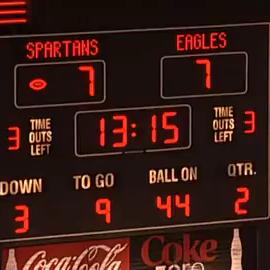 SPARTANS EAGLES
7 7
3 TIME OUTS LEFT 13:15 TIME OUTS LEFT 3
DOWN TO GO BALL ON QTR.
3 9 44 2
Coca-Cola Coke zero